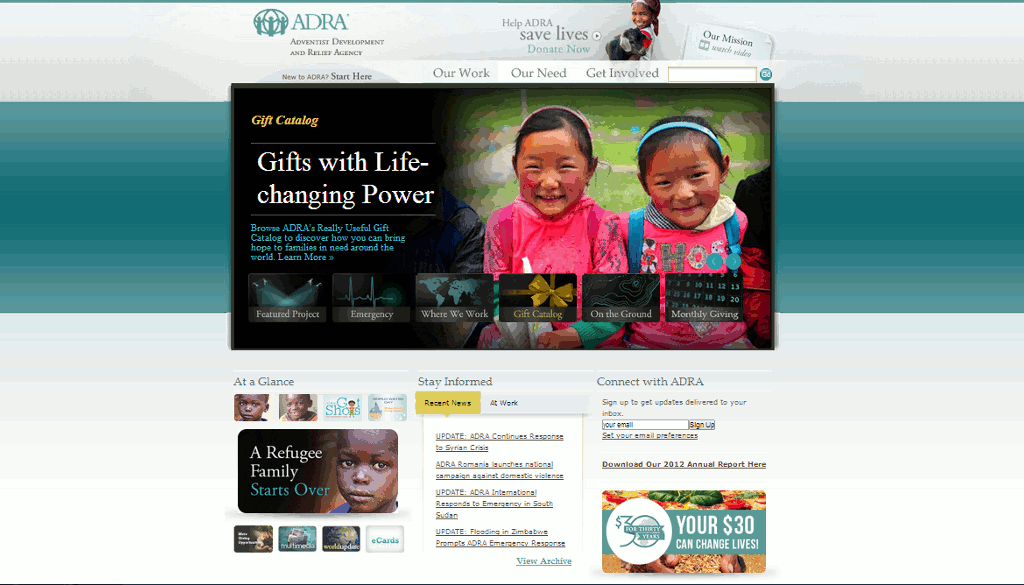 ADRA
Adventist Development
and Relief Agency
Help ADRA
save lives
Donate Now
Our Mission
watch video
New to ADRA? Start Here
Our Work
Our Need
Get Involved
Go
Gift Catalog
Gifts with Life-
changing Power
Browse ADRA's Really Useful Gift
Catalog to discover how you can bring
hope to families in need around the
world. Learn More »
Featured Project
Emergency
Where We Work
Gift Catalog
On the Ground
Monthly Giving
At a Glance
Get
Shots
A Refugee
Family
Starts Over
multimedia
worldupdate
eCards
Stay Informed
Recent News
At Work
UPDATE: ADRA Continues Response
to Syrian Crisis
ADRA Romania launches national
campaign against domestic violence
UPDATE: ADRA International
Responds to Emergency in South
Sudan
UPDATE: Flooding in Zimbabwe
Prompts ADRA Emergency Response
View Archive
Connect with ADRA
Sign up to get updates delivered to your
inbox.
your email
Sign Up
Set your email preferences
Download Our 2012 Annual Report Here
$30
FOR THIRTY
YEARS
YOUR $30
CAN CHANGE LIVES!